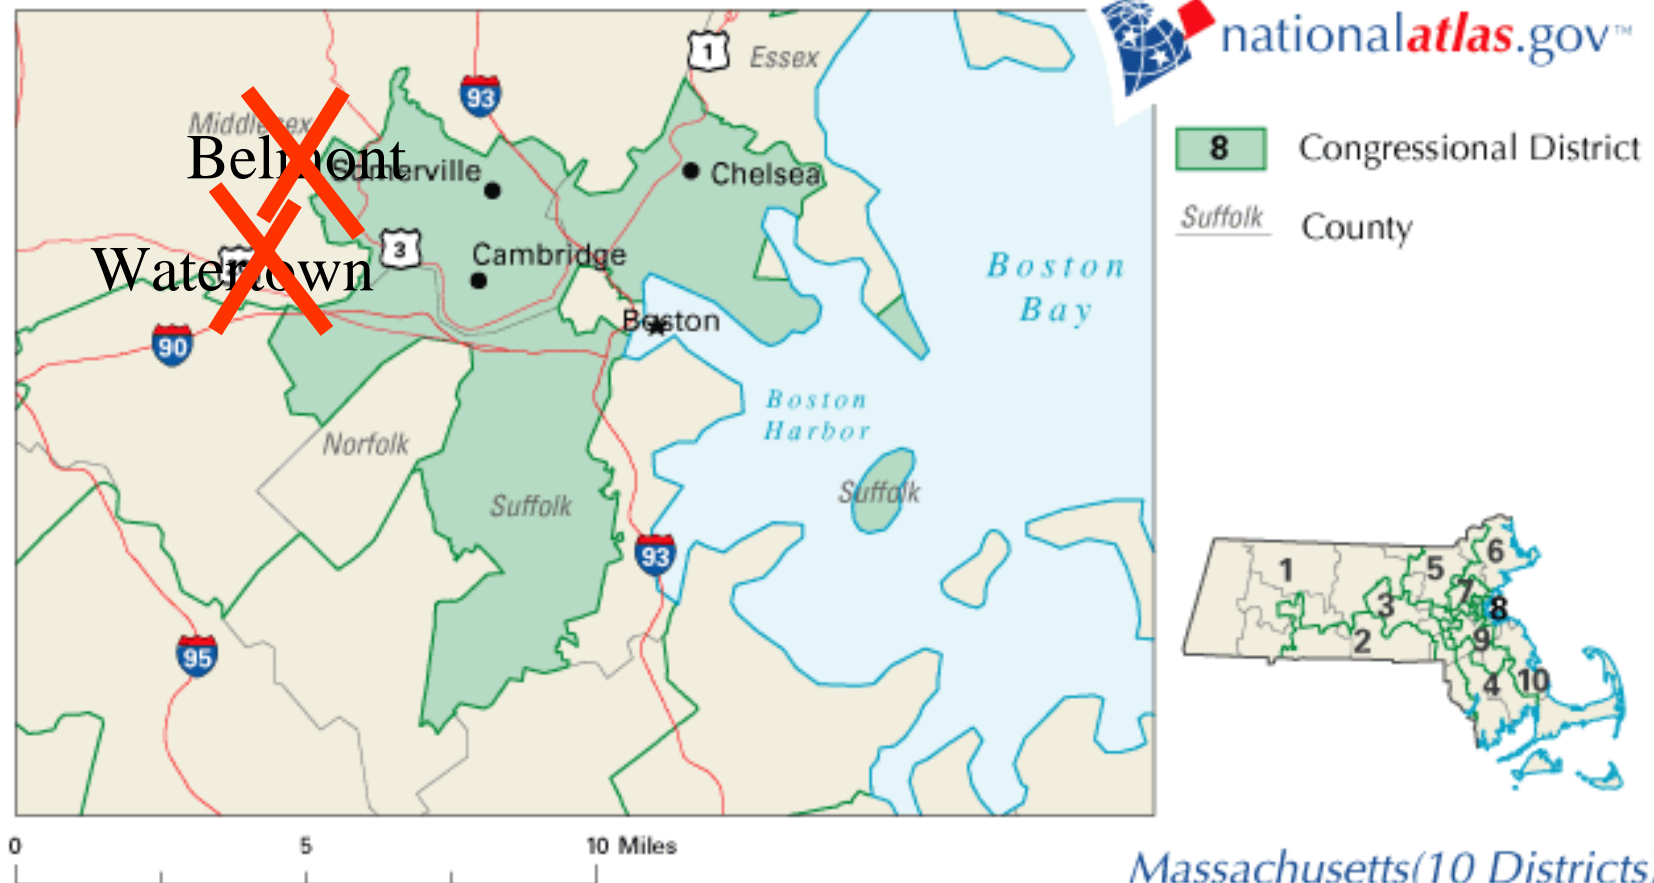 nationalatlas.gov™
1
Essex
93
Middlesex
Belmont
Somerville
Chelsea
8 Congressional District
Suffolk County
3
Cambridge
Watertown
Boston
Bay
Boston
90
Boston
Harbor
Norfolk
Suffolk
Suffolk
93
95
1
2
3
4
5
6
7
8
9
10
0 5 10 Miles
Massachusetts(10 Districts)